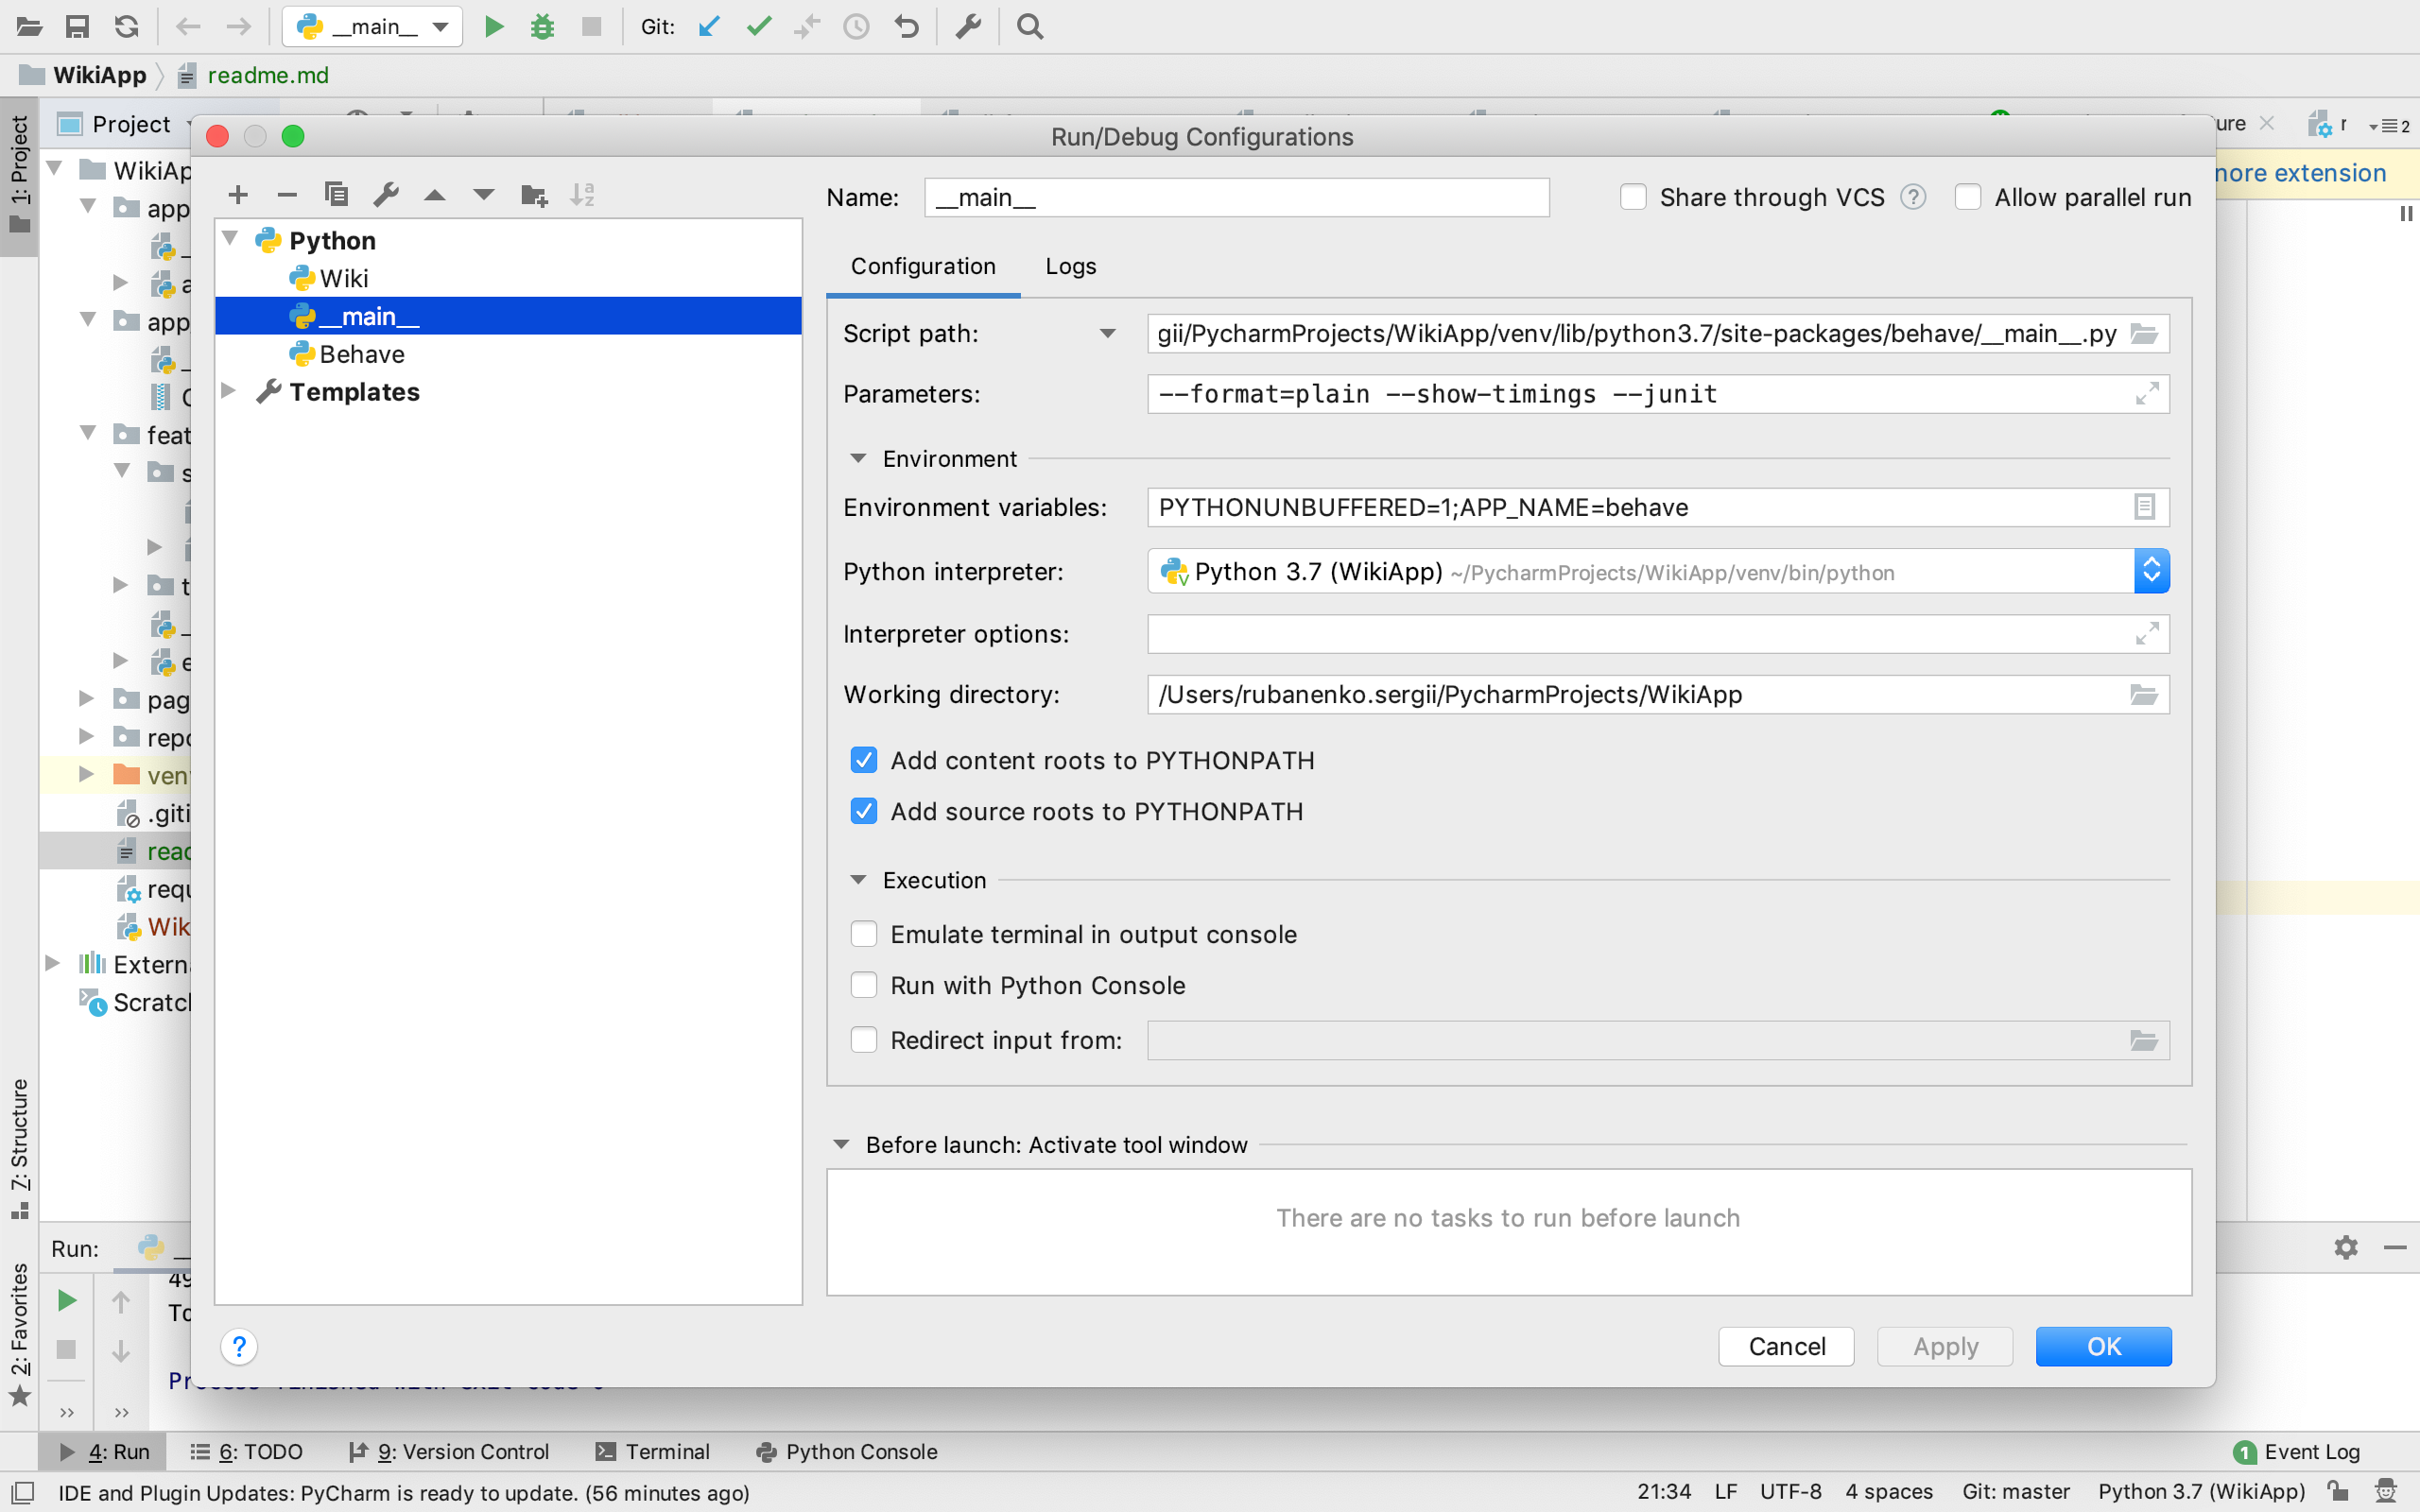 __main__
Git:
WikiApp
readme.md
1: Project
Project
ure
r
2
nore extension
Run/Debug Configurations
Python
Wiki
__main__
Behave
Templates
Name:
__main__
Share through VCS
?
Allow parallel run
Configuration
Logs
Script path:
gii/PycharmProjects/WikiApp/venv/lib/python3.7/site-packages/behave/__main__.py
Parameters:
--format=plain --show-timings --junit
Environment
Environment variables:
PYTHONUNBUFFERED=1;APP_NAME=behave
Python interpreter:
Python 3.7 (WikiApp) ~/PycharmProjects/WikiApp/venv/bin/python
Interpreter options:
Working directory:
/Users/rubanenko.sergii/PycharmProjects/WikiApp
Add content roots to PYTHONPATH
Add source roots to PYTHONPATH
Execution
Emulate terminal in output console
Run with Python Console
Redirect input from:
Before launch: Activate tool window
There are no tasks to run before launch
?
Cancel
Apply
OK
WikiAp
app
app
feat
pag
repo
ven
.giti
read
requ
Wik
Externa
Scratch
7: Structure
2: Favorites
Run:
49
To
4: Run
6: TODO
9: Version Control
Terminal
Python Console
1 Event Log
IDE and Plugin Updates: PyCharm is ready to update. (56 minutes ago)
21:34
LF
UTF-8
4 spaces
Git: master
Python 3.7 (WikiApp)